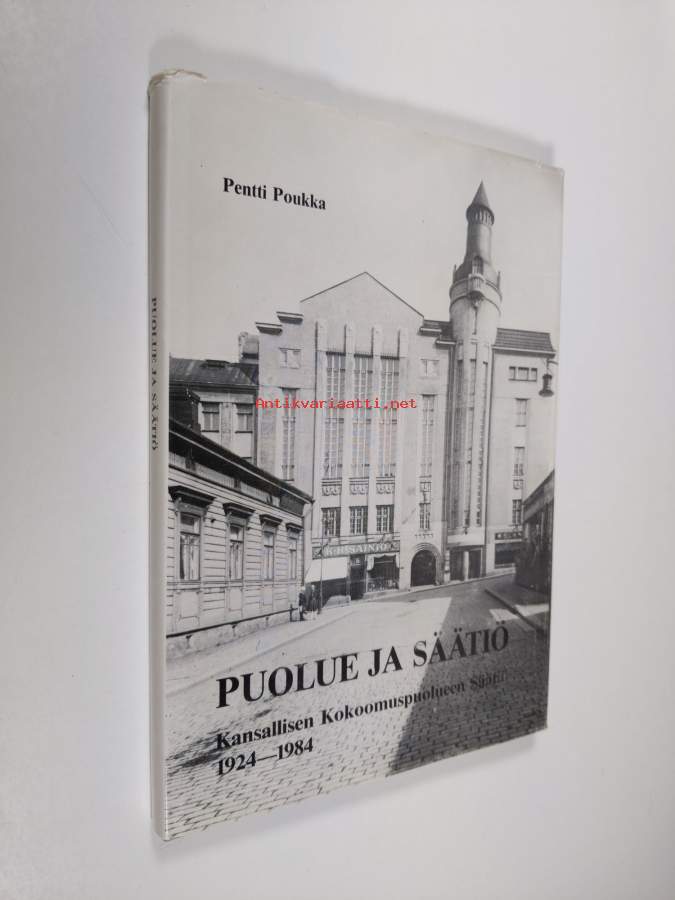 Pentti Poukka
PUOLUE JA SÄÄTIÖ
Antikvariaatti.net
PUOLUE JA SÄÄTIÖ
Kansallisen Kokoomuspuolueen Säätiö
1924—1984